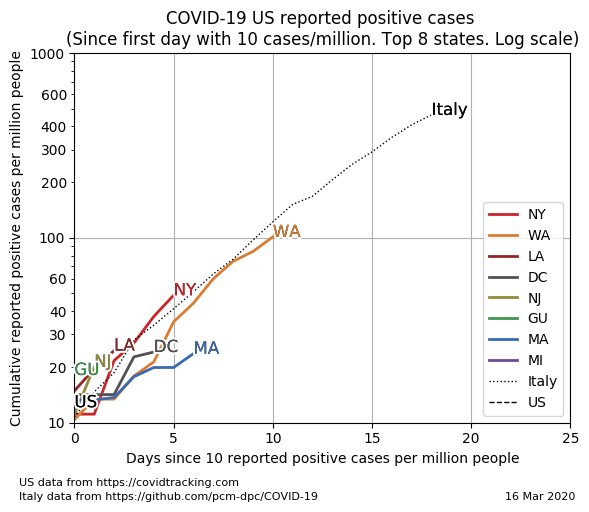 COVID-19 US reported positive cases
(Since first day with 10 cases/million. Top 8 states. Log scale)
Cumulative reported positive cases per million people
1000
600
400
300
200
100
60
40
30
20
10
Italy
WA
NY
LA
DC
MA
NJ
GU
US
NY
WA
LA
DC
NJ
GU
MA
MI
Italy
US
0 5 10 15 20 25
Days since 10 reported positive cases per million people
US data from https://covidtracking.com
Italy data from https://github.com/pcm-dpc/COVID-19
16 Mar 2020